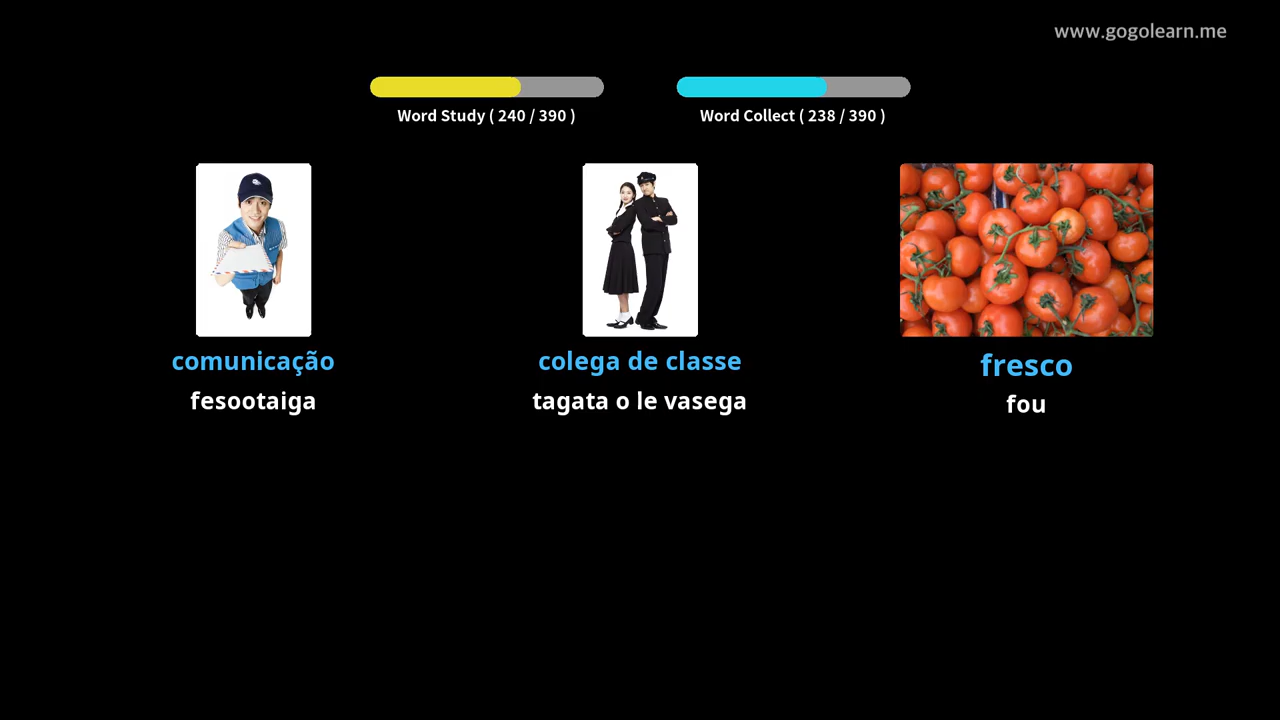 www.gogolearn.me
Word Study ( 240 / 390 )
Word Collect ( 238 / 390 )
comunicação
fesootaiga
colega de classe
tagata o le vasega
fresco
fou